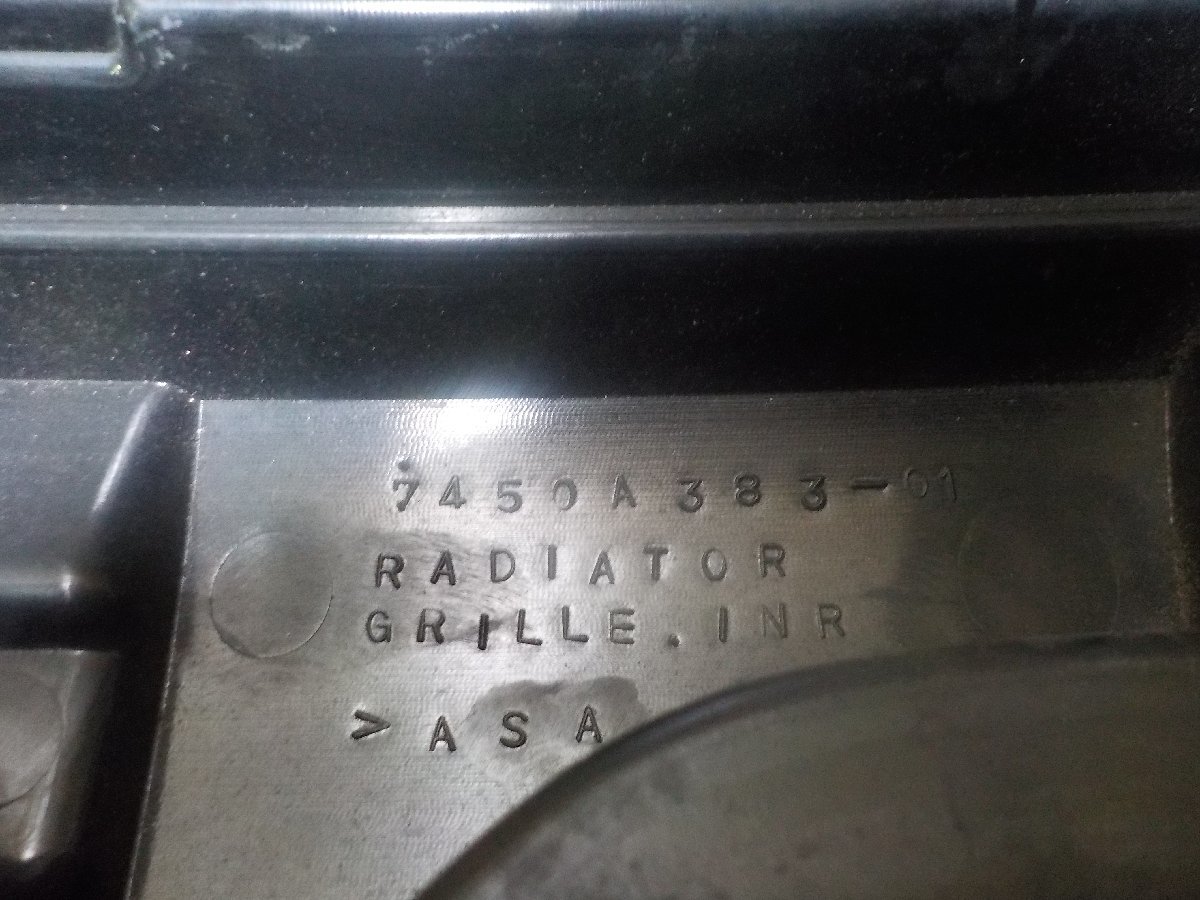 7450A383-01
RADIATOR
GRILLE.INR
>ASA